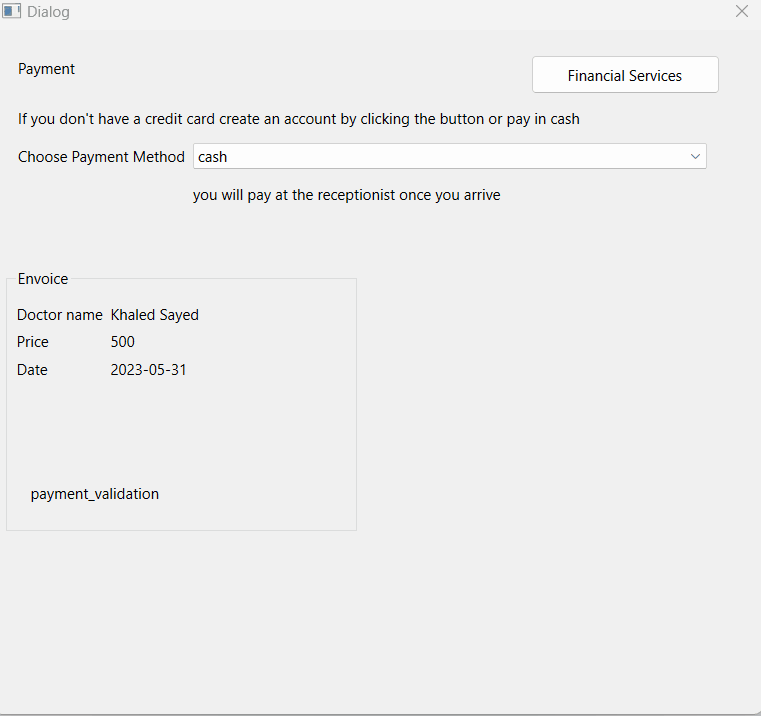 Dialog
Payment
Financial Services
If you don't have a credit card create an account by clicking the button or pay in cash
Choose Payment Method cash
you will pay at the receptionist once you arrive
Envoice
Doctor name Khaled Sayed
Price 500
Date 2023-05-31
payment_validation